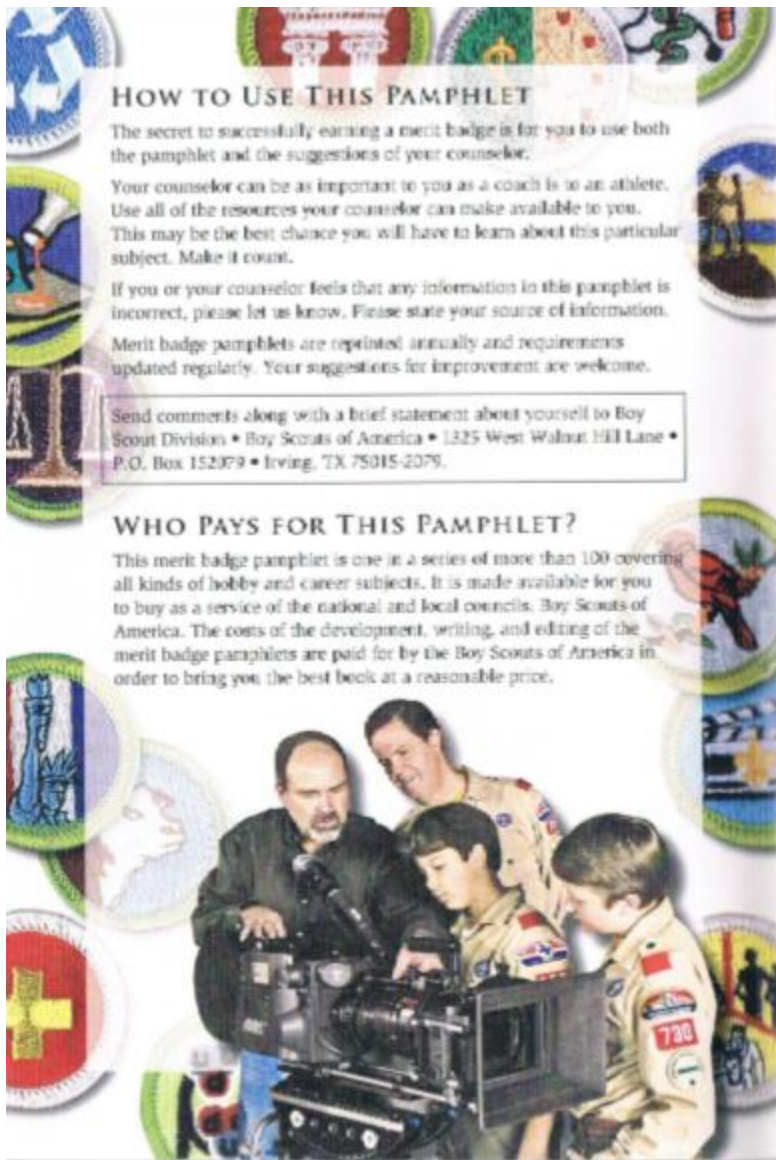 HOW TO USE THIS PAMPHLET
The secret to successfully earning a merit badge is for you to use both
the pamphlet and the suggestions of your counselor.
Your counselor can be as important to you as a coach is to an athlete.
Use all of the resources your counselor can make available to you.
This may be the best chance you will have to learn about this particular
subject. Make it count.
If you or your counselor feels that any information in this pamphlet is
incorrect, please let us know. Please state your source of information.
Merit badge pamphlets are reprinted annually and requirements
updated regularly. Your suggestions for improvement are welcome.
Send comments along with a brief statement about yourself to Boy
Scout Division • Boy Scouts of America • 1325 West Walnut Hill Lane •
P.O. Box 152079 • Irving, TX 75015-2079.
WHO PAYS FOR THIS PAMPHLET?
This merit badge pamphlet is one in a series of more than 100 covering
all kinds of hobby and career subjects. It is made available for you
to buy as a service of the national and local councils, Boy Scouts of
America. The costs of the development, writing, and editing of the
merit badge pamphlets are paid for by the Boy Scouts of America in
order to bring you the best book at a reasonable price.
730